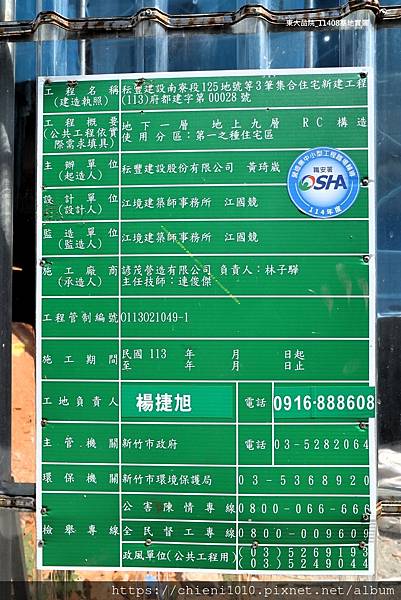 東大品院_11408基地實圖
工程名稱 (建造執照) 秐豐建設南寮段125地號等3筆集合住宅新建工程
(113)府都建字第00028號
工程概要 (公共工程依實際需求填具) 地下一層 地上九層 RC構造
使用分區：第一之種住宅區
主辦單位 (起造人) 秐豐建設股份有限公司 黃琦崴
設計單位 (設計人) 江境建築師事務所 江國競
監造單位 (監造人) 江境建築師事務所 江國競
施工廠商 (承造人) 諺茂營造有限公司 負責人：林子驊
主任技師：連俊傑
工程管制編號 0113021049-1
施工期間 民國 113 年 月 日起
至 年 月 日止
工地負責人 楊捷旭 電話 0916-888608
主管機關 新竹市政府 電話 03-5282064
環保機關 新竹市環境保護局 03-5368920
檢舉專線 公害陳情專線 0800-066-666
全民督工專線 0800-009609
政風單位(公共工程用) (03)5269193
(03)5249044
職安署
OSHA
114年度
https://chieni1010.pixnet.net/album